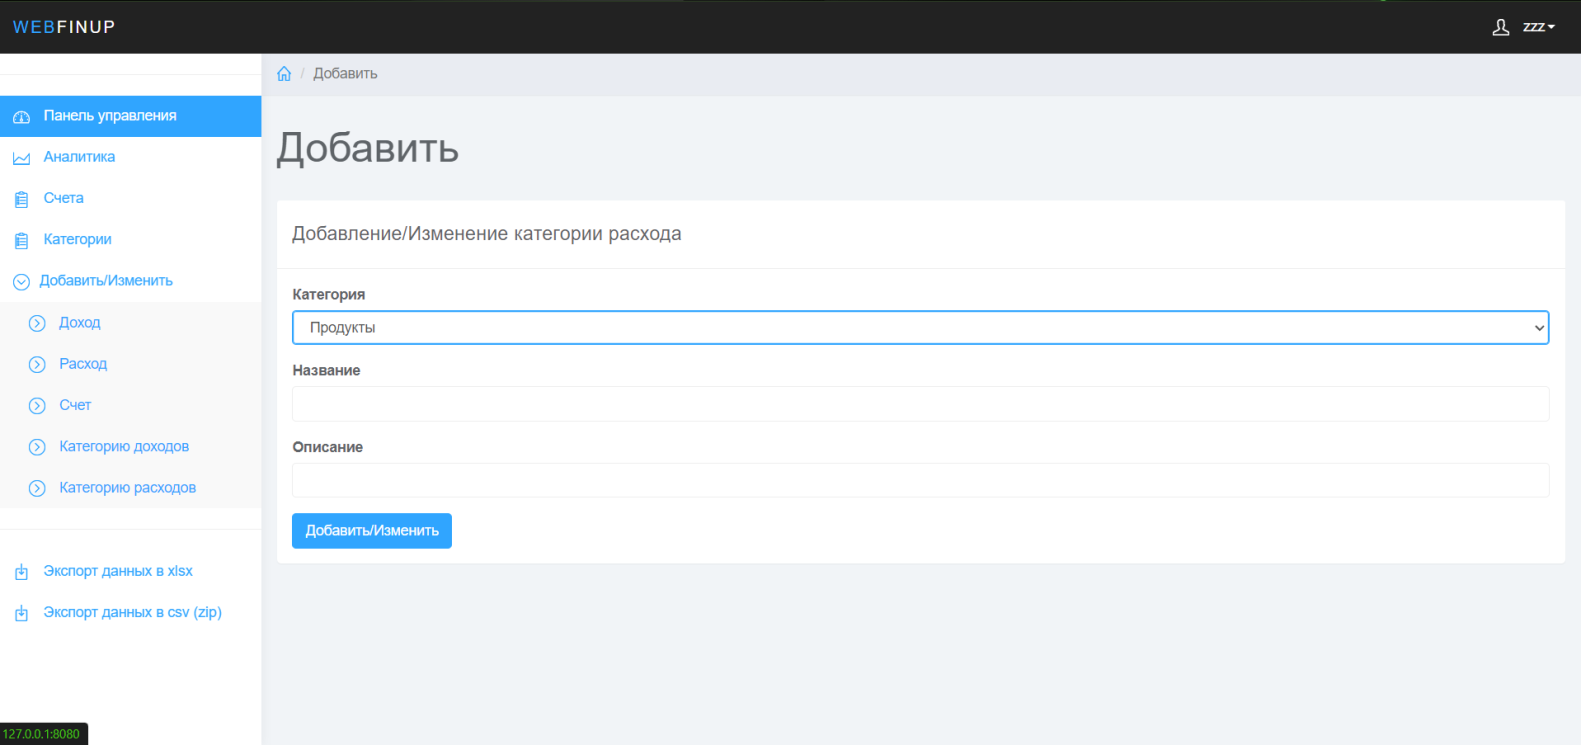 WEBFINUP
zzz
/ Добавить
Панель управления
Аналитика
Счета
Категории
Добавить/Изменить
Доход
Расход
Счет
Категорию доходов
Категорию расходов
Экспорт данных в xlsx
Экспорт данных в csv (zip)
Добавить
Добавление/Изменение категории расхода
Категория
Продукты
Название
Описание
Добавить/Изменить
127.0.0.1:8080